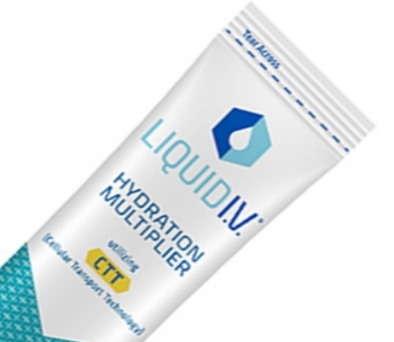 Tear Across
LIQUID I.V.®
HYDRATION
MULTIPLIER
utilizing
CTT
(Cellular Transport Technology)